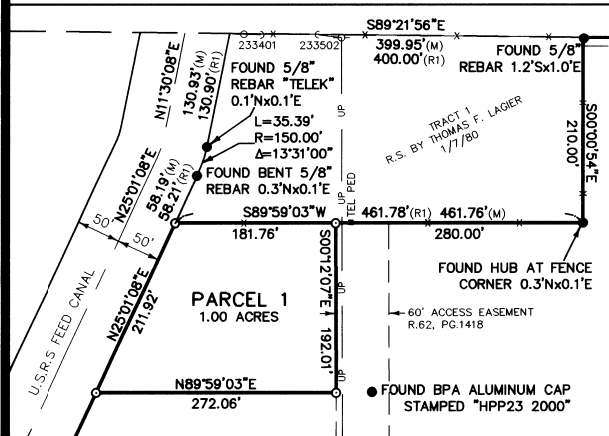 S89°21'56"E
399.95'(M)
400.00'(R1)
233401
233502
FOUND 5/8"
REBAR 1.2'Sx1.0'E
N11°30'08"E
130.93'(M)
130.90'(R1)
FOUND 5/8"
REBAR "TELEK"
0.1'Nx0.1'E
L=35.39'
R=150.00'
Δ=13°31'00"
UP
TRACT 1
R.S. BY THOMAS F. LAGIER
1/7/80
S00°00'54"E
210.00'
FOUND BENT 5/8"
REBAR 0.3'Nx0.1'E
N25°01'08"E
58.19'(M)
58.21'(R1)
UP
TEL PED
S89°59'03"W
181.76'
461.78'(R1) 461.76'(M)
280.00'
50'
50'
FOUND HUB AT FENCE
CORNER 0.3'Nx0.1'E
S00°12'07"E
192.01'
UP
U.S.R.S FEED CANAL
N25°01'08"E
211.92'
PARCEL 1
1.00 ACRES
60' ACCESS EASEMENT
R.62, PG.1418
UP
N89°59'03"E
272.06'
FOUND BPA ALUMINUM CAP
STAMPED "HPP23 2000"